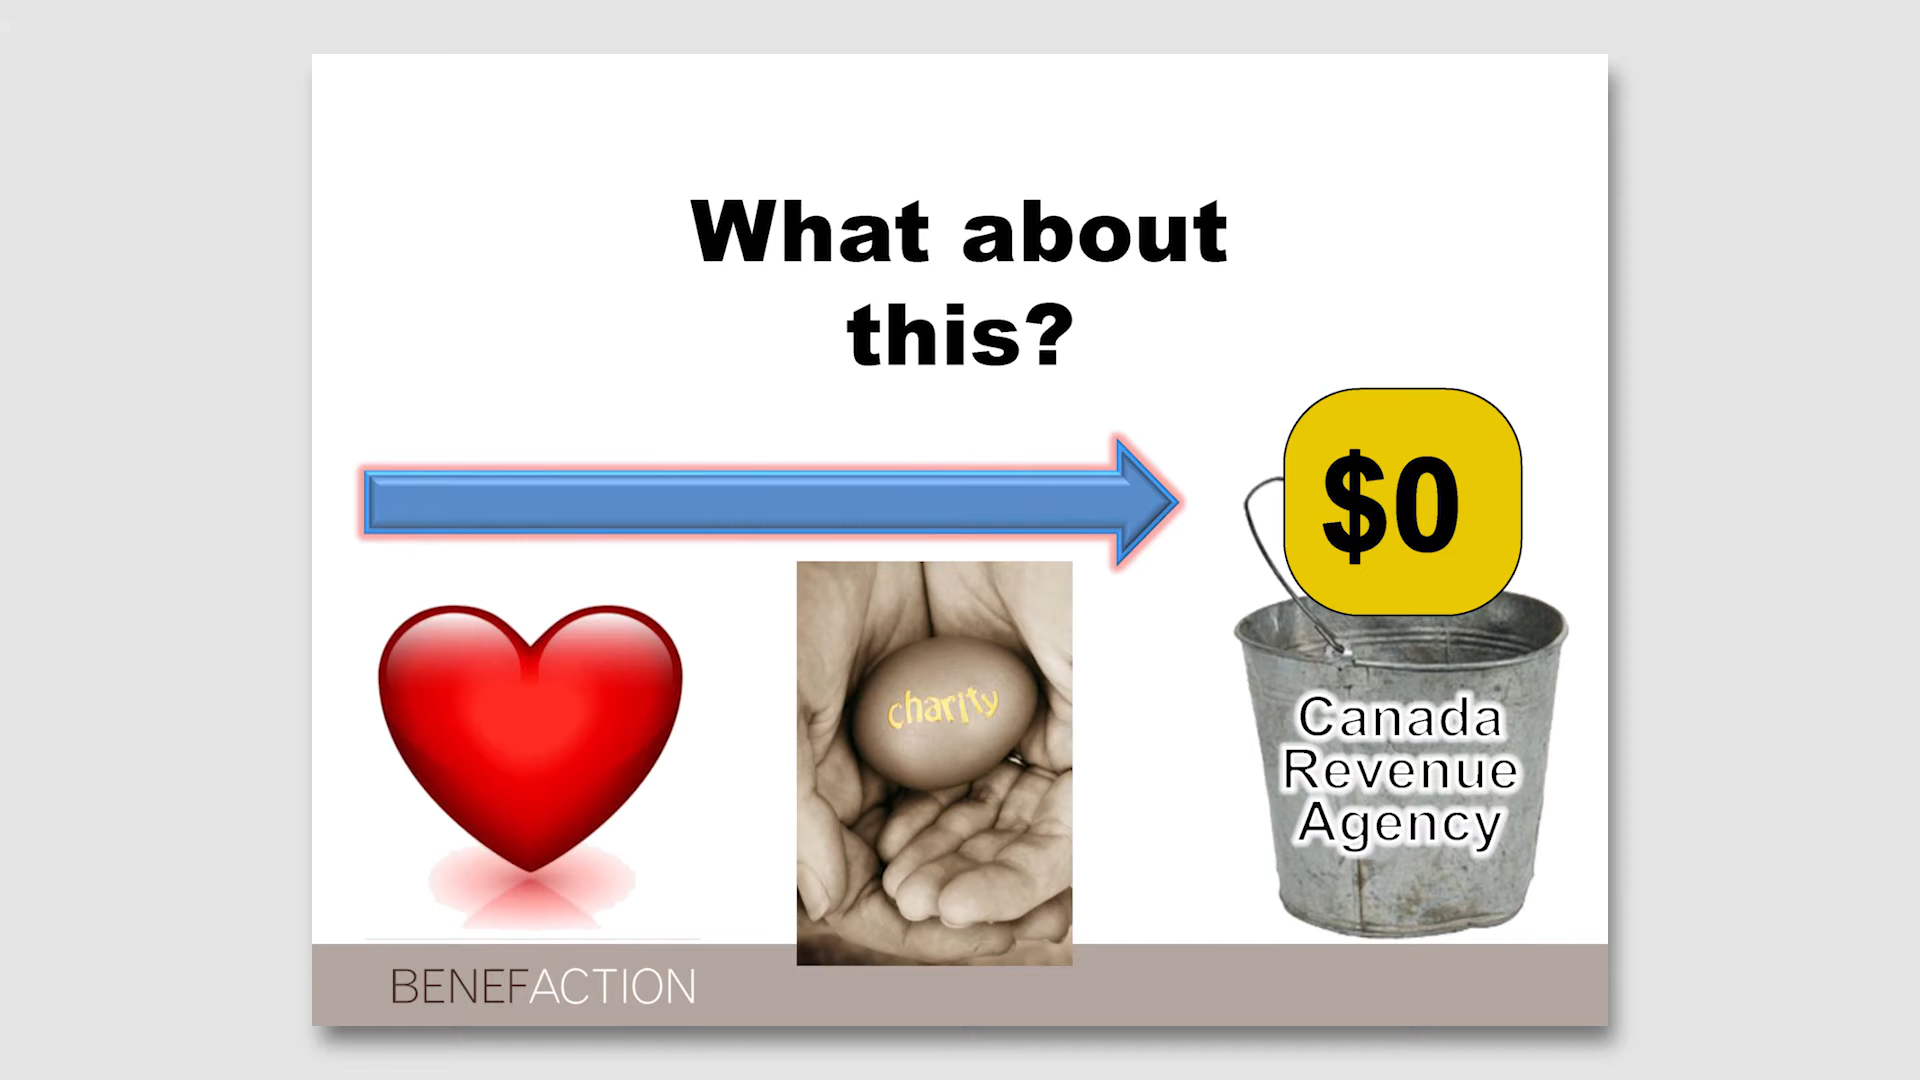 What about
this?
$0
charity
Canada
Revenue
Agency
BENEFACTION